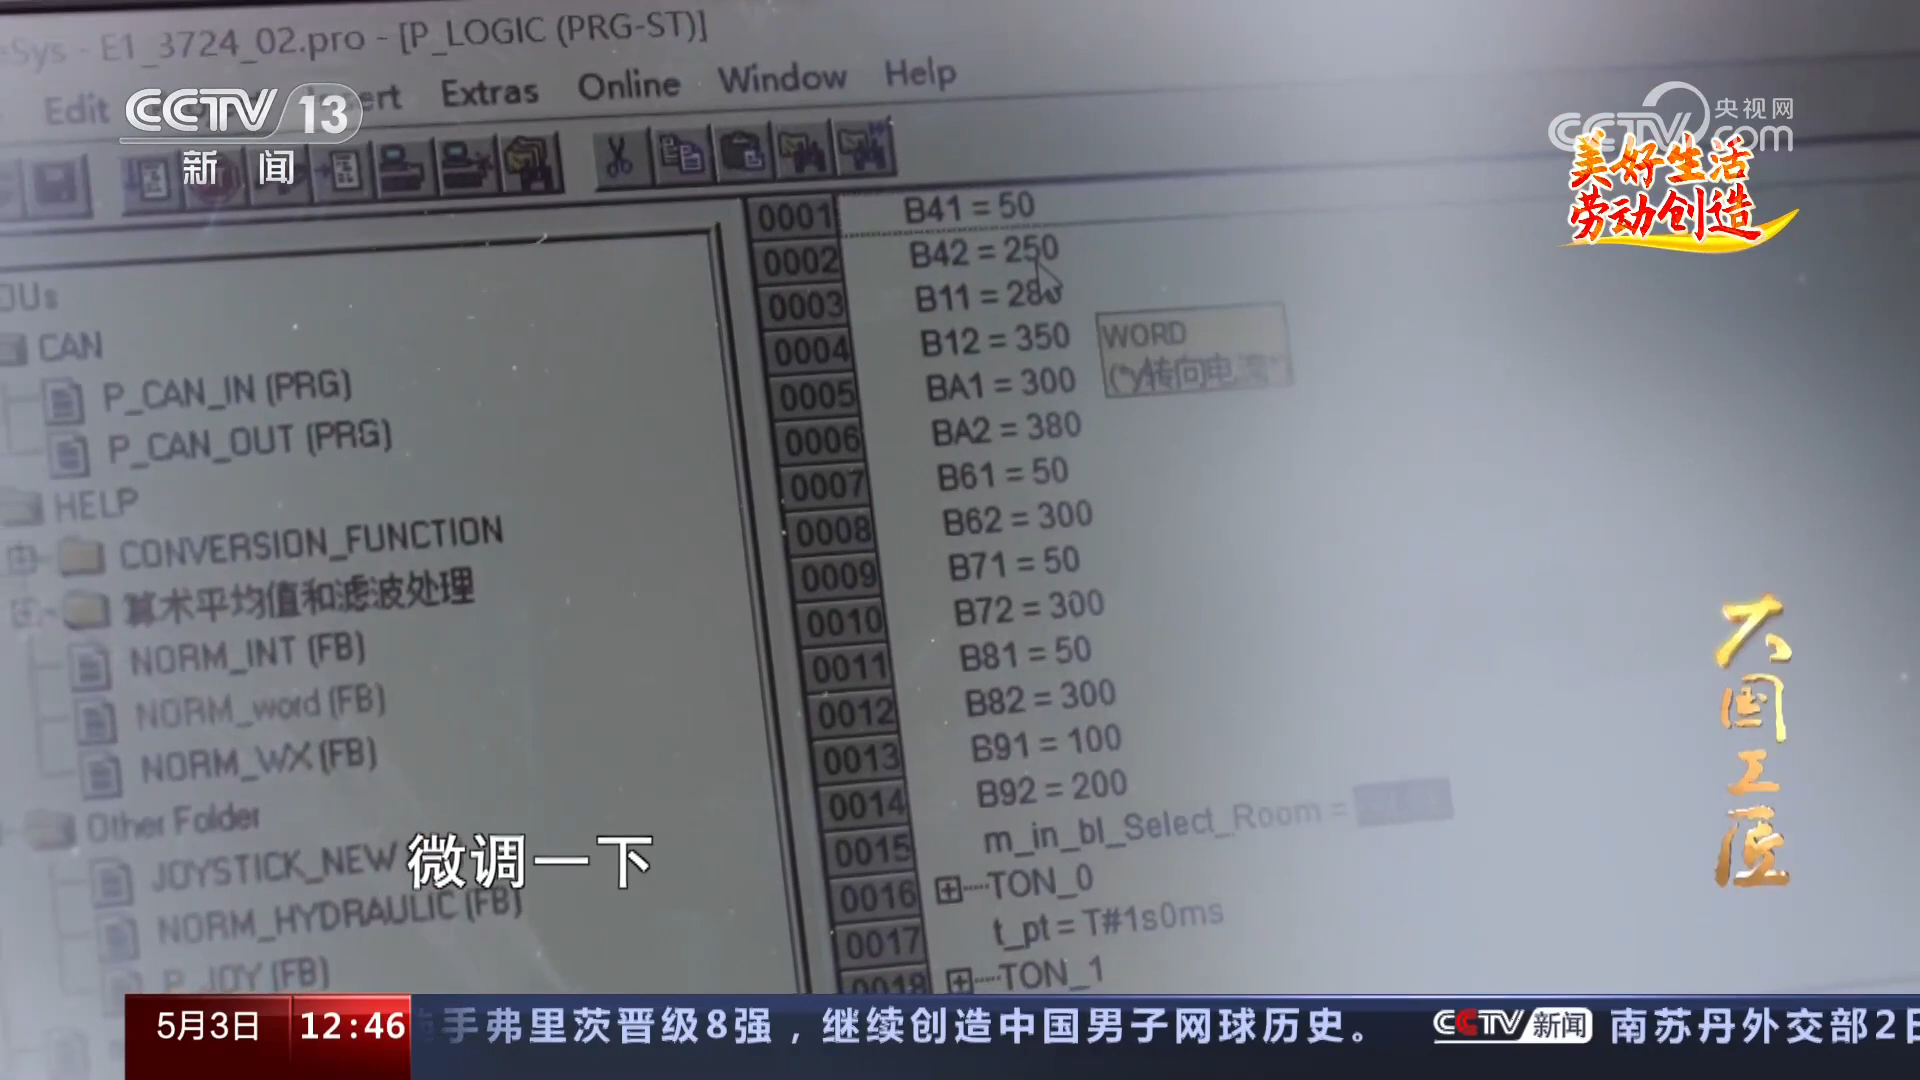 eSys - E1_3724_02.pro - [P_LOGIC (PRG-ST)]
Edit
Extras
Online
Window
Help
CCTV 13
新闻
央视网
CCTV.com
美好生活
劳动创造
0001 B41 = 50
0002 B42 = 250
0003 B11 = 280
0004 B12 = 350
0005 BA1 = 300
0006 BA2 = 380
0007 B61 = 50
0008 B62 = 300
0009 B71 = 50
0010 B72 = 300
0011 B81 = 50
0012 B82 = 300
0013 B91 = 100
0014 B92 = 200
0015 m_in_bl_Select_Room =
0016 TON_0
0017 t_pt = T#1s0ms
0018 TON_1
WORD
OUs
CAN
P_CAN_IN (PRG)
P_CAN_OUT (PRG)
HELP
CONVERSION_FUNCTION
算术平均值和滤波处理
NORM_INT (FB)
NORM_word (FB)
NORM_WX (FB)
Other Folder
JOYSTICK_NEW
NORM_HYDRAULIC (FB)
P_JOY (FB)
微调一下
大国工匠
5月3日
12:46
手弗里茨晋级8强，继续创造中国男子网球历史。
CCTV新闻
南苏丹外交部2日